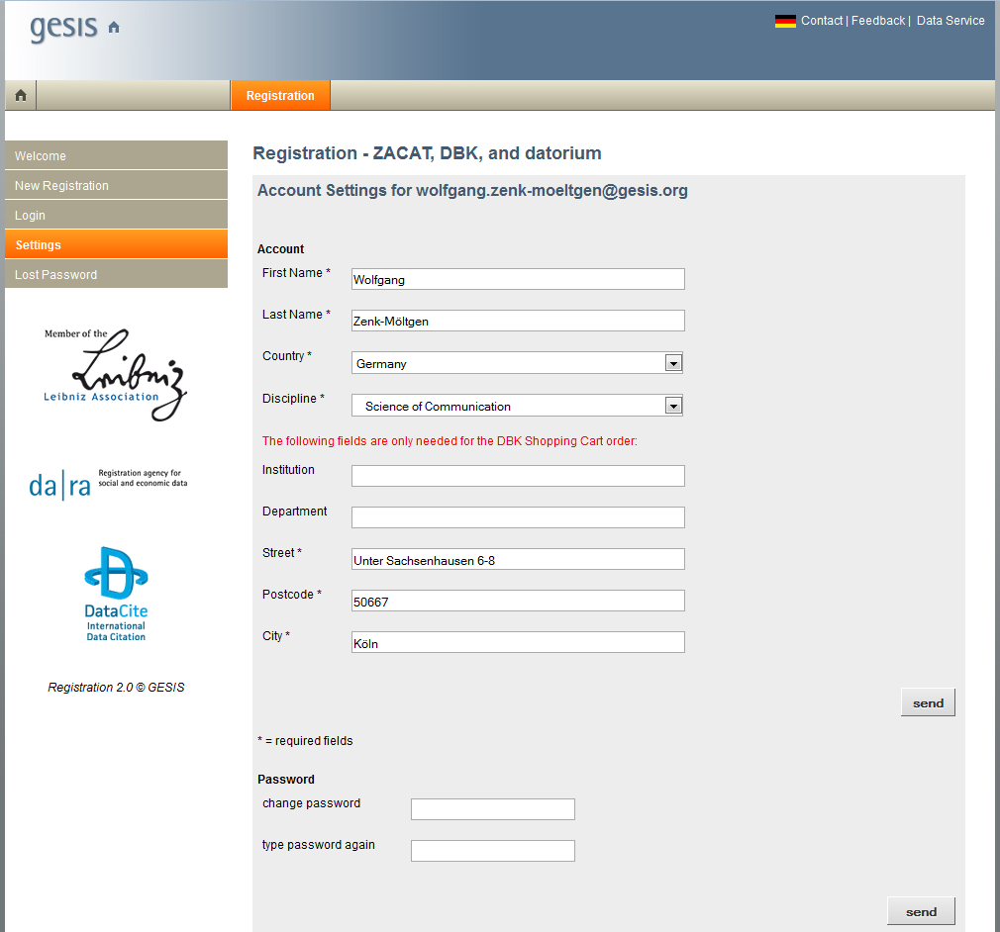 gesis
Contact | Feedback | Data Service
Registration
Welcome
New Registration
Login
Settings
Lost Password
Member of the
Leibniz
Leibniz Association
da|ra Registration agency for
social and economic data
DataCite
International
Data Citation
Registration 2.0 © GESIS
Registration - ZACAT, DBK, and datorium
Account Settings for wolfgang.zenk-moeltgen@gesis.org
Account
First Name * Wolfgang
Last Name * Zenk-Möltgen
Country * Germany
Discipline * Science of Communication
The following fields are only needed for the DBK Shopping Cart order:
Institution
Department
Street * Unter Sachsenhausen 6-8
Postcode * 50667
City * Köln
send
* = required fields
Password
change password
type password again
send